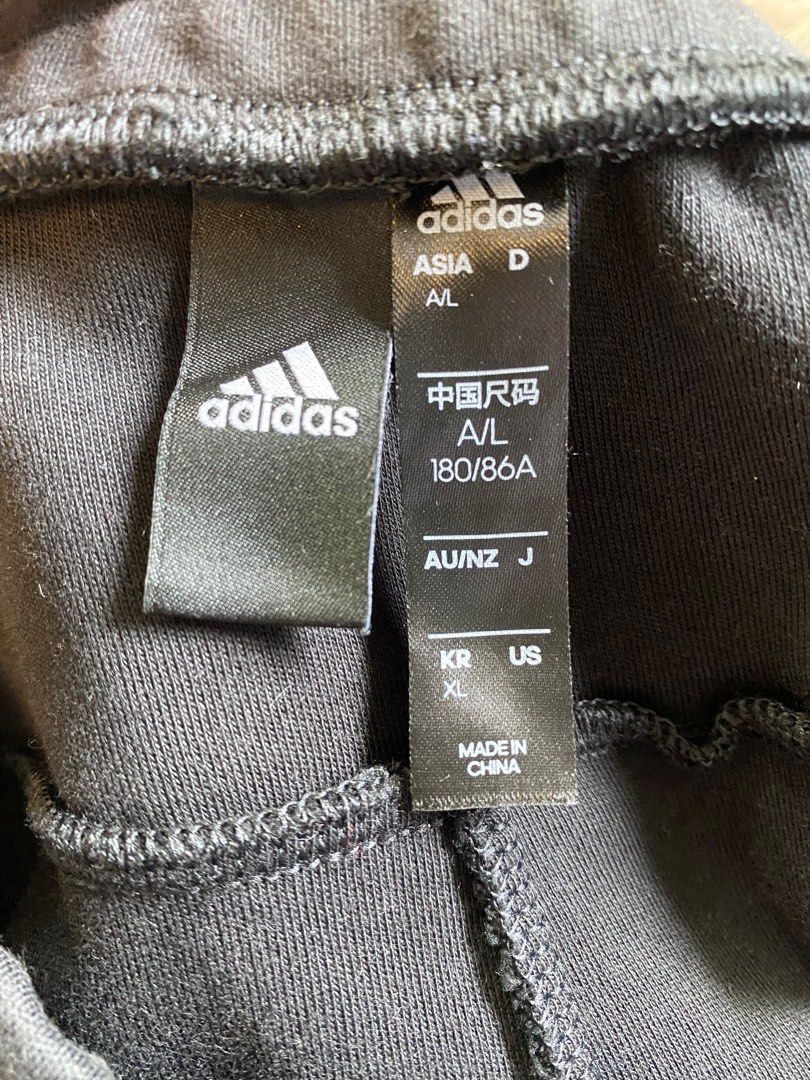 adidas
adidas
ASIA D
A/L
中国尺码
A/L
180/86A
AU/NZ J
KR US
XL
MADE IN
CHINA